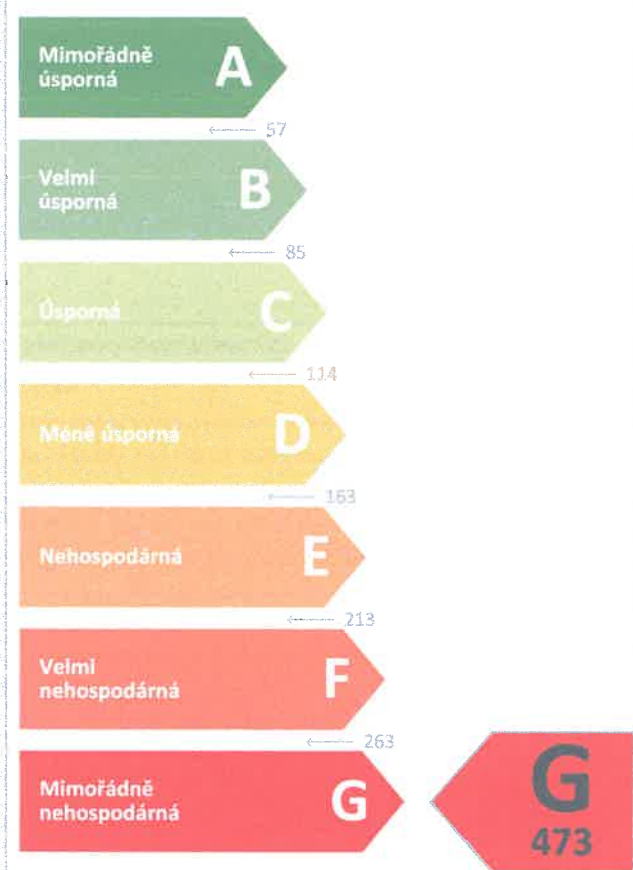 Mimořádně
úsporná
A
← 57
Velmi
úsporná
B
← 85
Úsporná
C
← 114
Méně úsporná
D
← 163
Nehospodárná
E
← 213
Velmi
nehospodárná
F
← 263
Mimořádně
nehospodárná
G
G
473